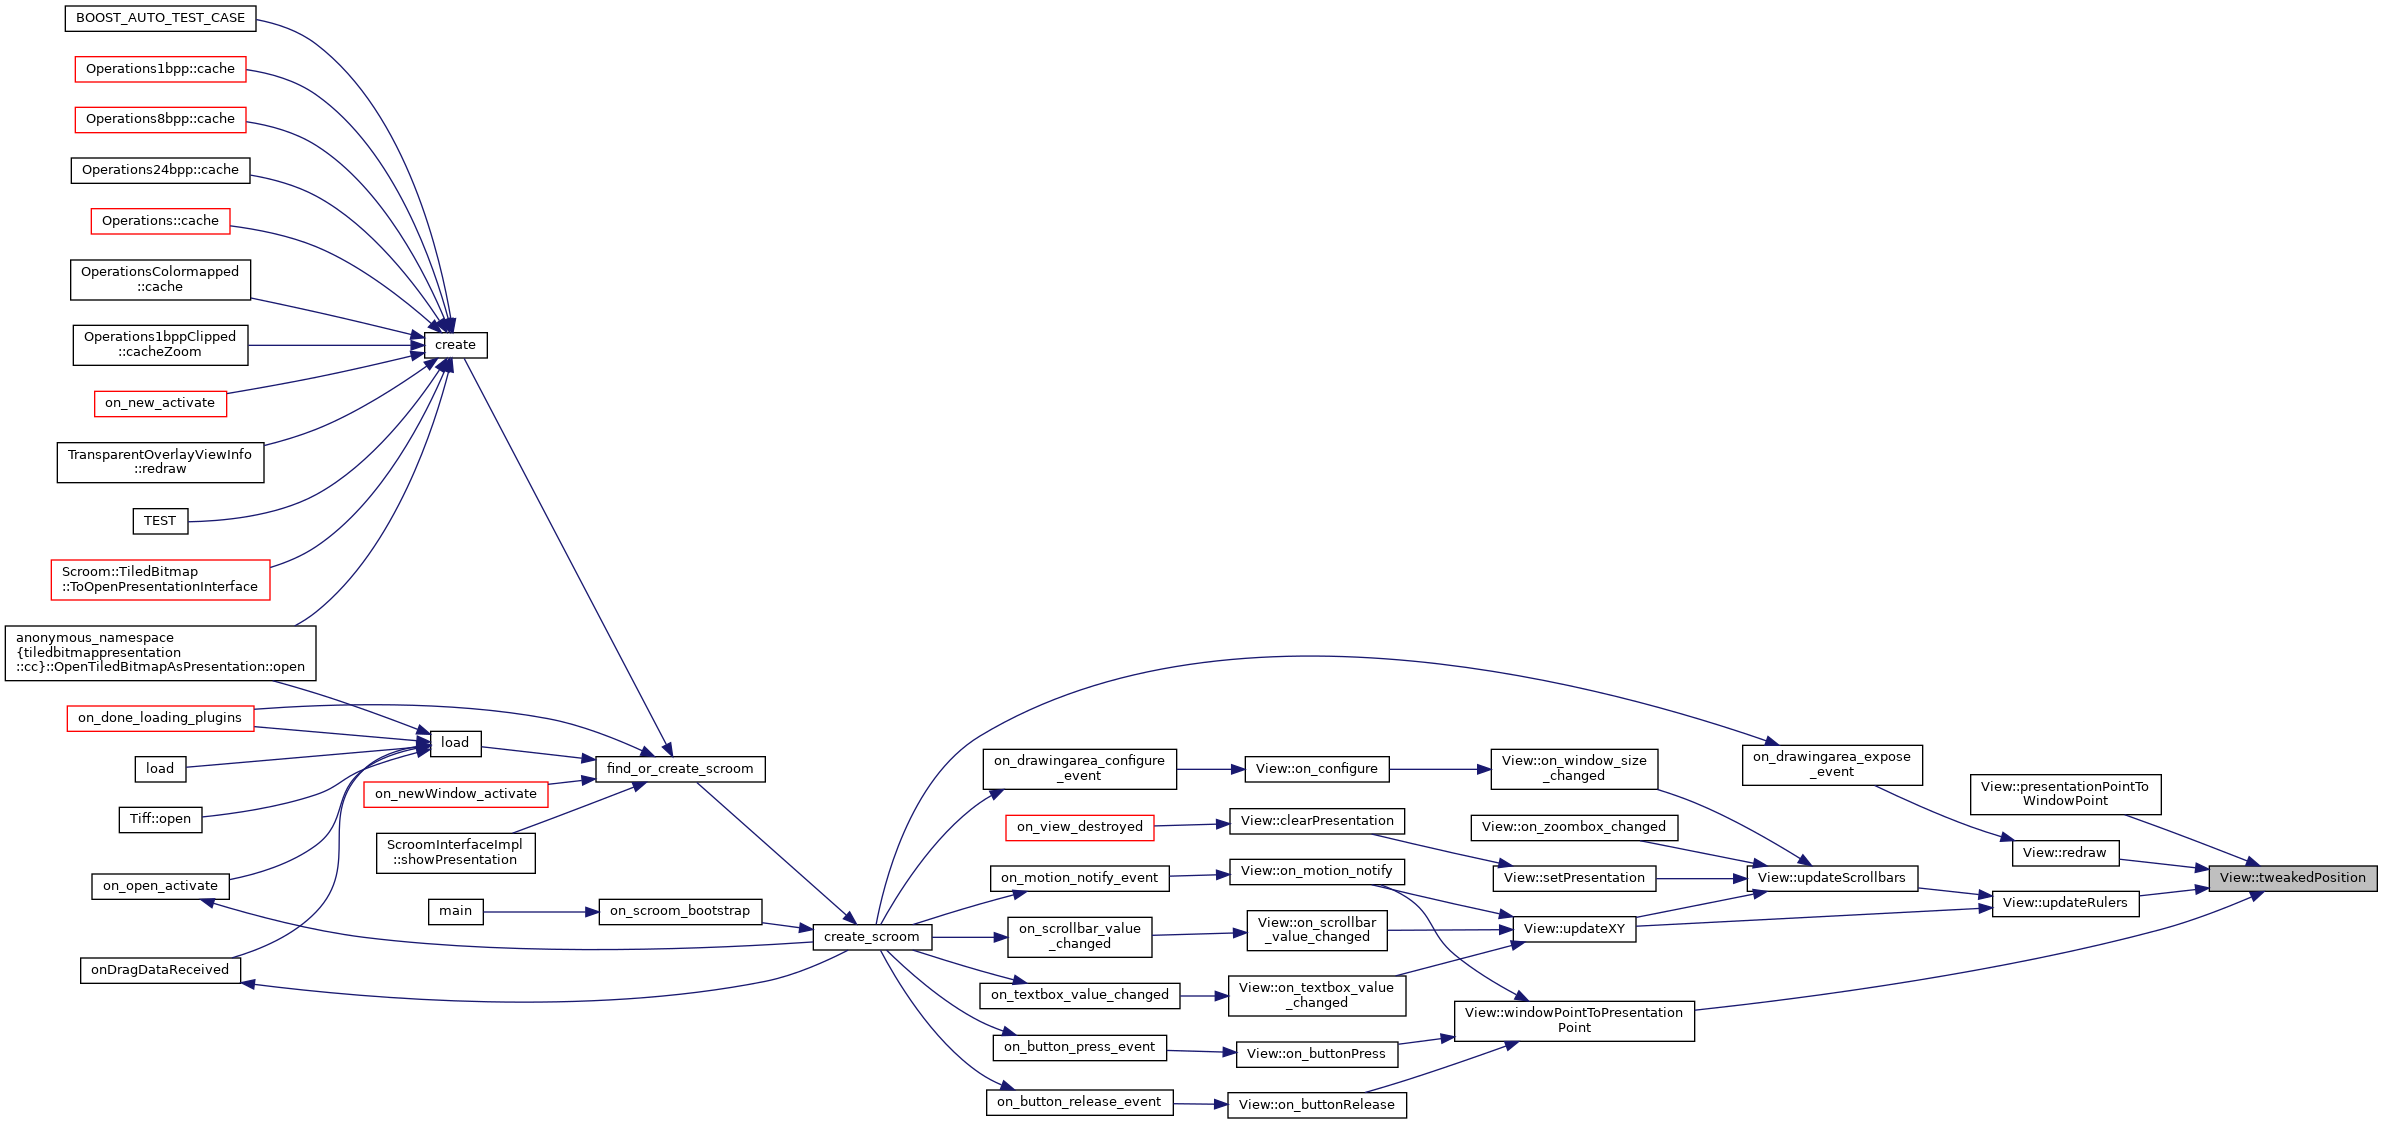 BOOST_AUTO_TEST_CASE
Operations1bpp::cache
Operations8bpp::cache
Operations24bpp::cache
Operations::cache
OperationsColormapped
::cache
Operations1bppClipped
::cacheZoom
create
on_new_activate
TransparentOverlayViewInfo
::redraw
TEST
Scroom::TiledBitmap
::ToOpenPresentationInterface
anonymous_namespace
{tiledbitmappresentation
::cc}::OpenTiledBitmapAsPresentation::open
on_done_loading_plugins
load
load
Tiff::open
on_open_activate
onDragDataReceived
find_or_create_scroom
on_newWindow_activate
ScroomInterfaceImpl
::showPresentation
main
on_scroom_bootstrap
create_scroom
on_drawingarea_configure
_event
on_view_destroyed
on_motion_notify_event
on_scrollbar_value
_changed
on_textbox_value_changed
on_button_press_event
on_button_release_event
View::on_configure
View::clearPresentation
View::on_motion_notify
View::on_scrollbar
_value_changed
View::on_textbox_value
_changed
View::on_buttonPress
View::on_buttonRelease
View::on_window_size
_changed
View::on_zoombox_changed
View::setPresentation
View::updateXY
View::windowPointToPresentation
Point
on_drawingarea_expose
_event
View::updateScrollbars
View::presentationPointTo
WindowPoint
View::redraw
View::updateRulers
View::tweakedPosition